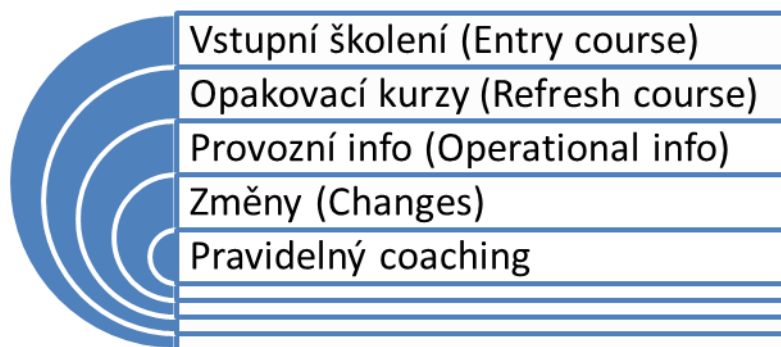 Vstupní školení (Entry course)
Opakovací kurzy (Refresh course)
Provozní info (Operational info)
Změny (Changes)
Pravidelný coaching